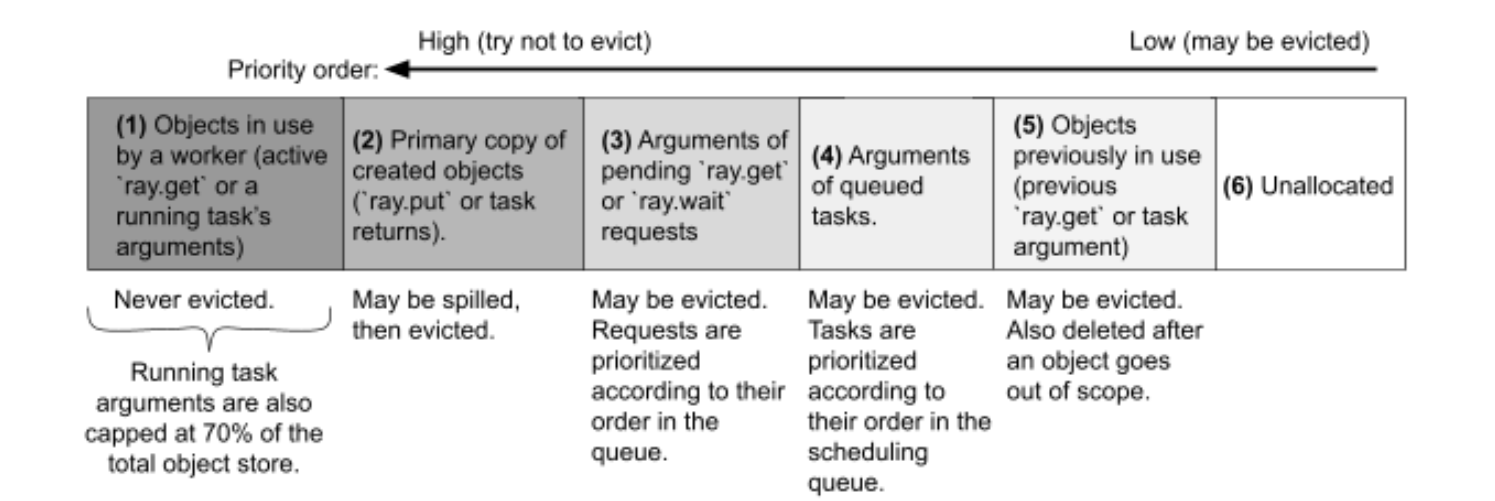 High (try not to evict)
Low (may be evicted)
Priority order:
(1) Objects in use
by a worker (active
`ray.get` or a
running task's
arguments)
(2) Primary copy of
created objects
(`ray.put` or task
returns).
(3) Arguments of
pending `ray.get`
or `ray.wait`
requests
(4) Arguments
of queued
tasks.
(5) Objects
previously in use
(previous
`ray.get` or task
argument)
(6) Unallocated
Never evicted.
Running task
arguments are also
capped at 70% of the
total object store.
May be spilled,
then evicted.
May be evicted.
Requests are
prioritized
according to their
order in the
queue.
May be evicted.
Tasks are
prioritized
according to
their order in the
scheduling
queue.
May be evicted.
Also deleted after
an object goes
out of scope.